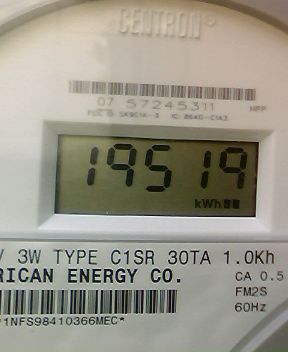 CENTRON®
07 57245311
19519
kWh
V 3W TYPE C1SR 30TA 1.0Kh
RICAN ENERGY CO.
CA 0.5
FM2S
60Hz
*1NFS98410366MEC*